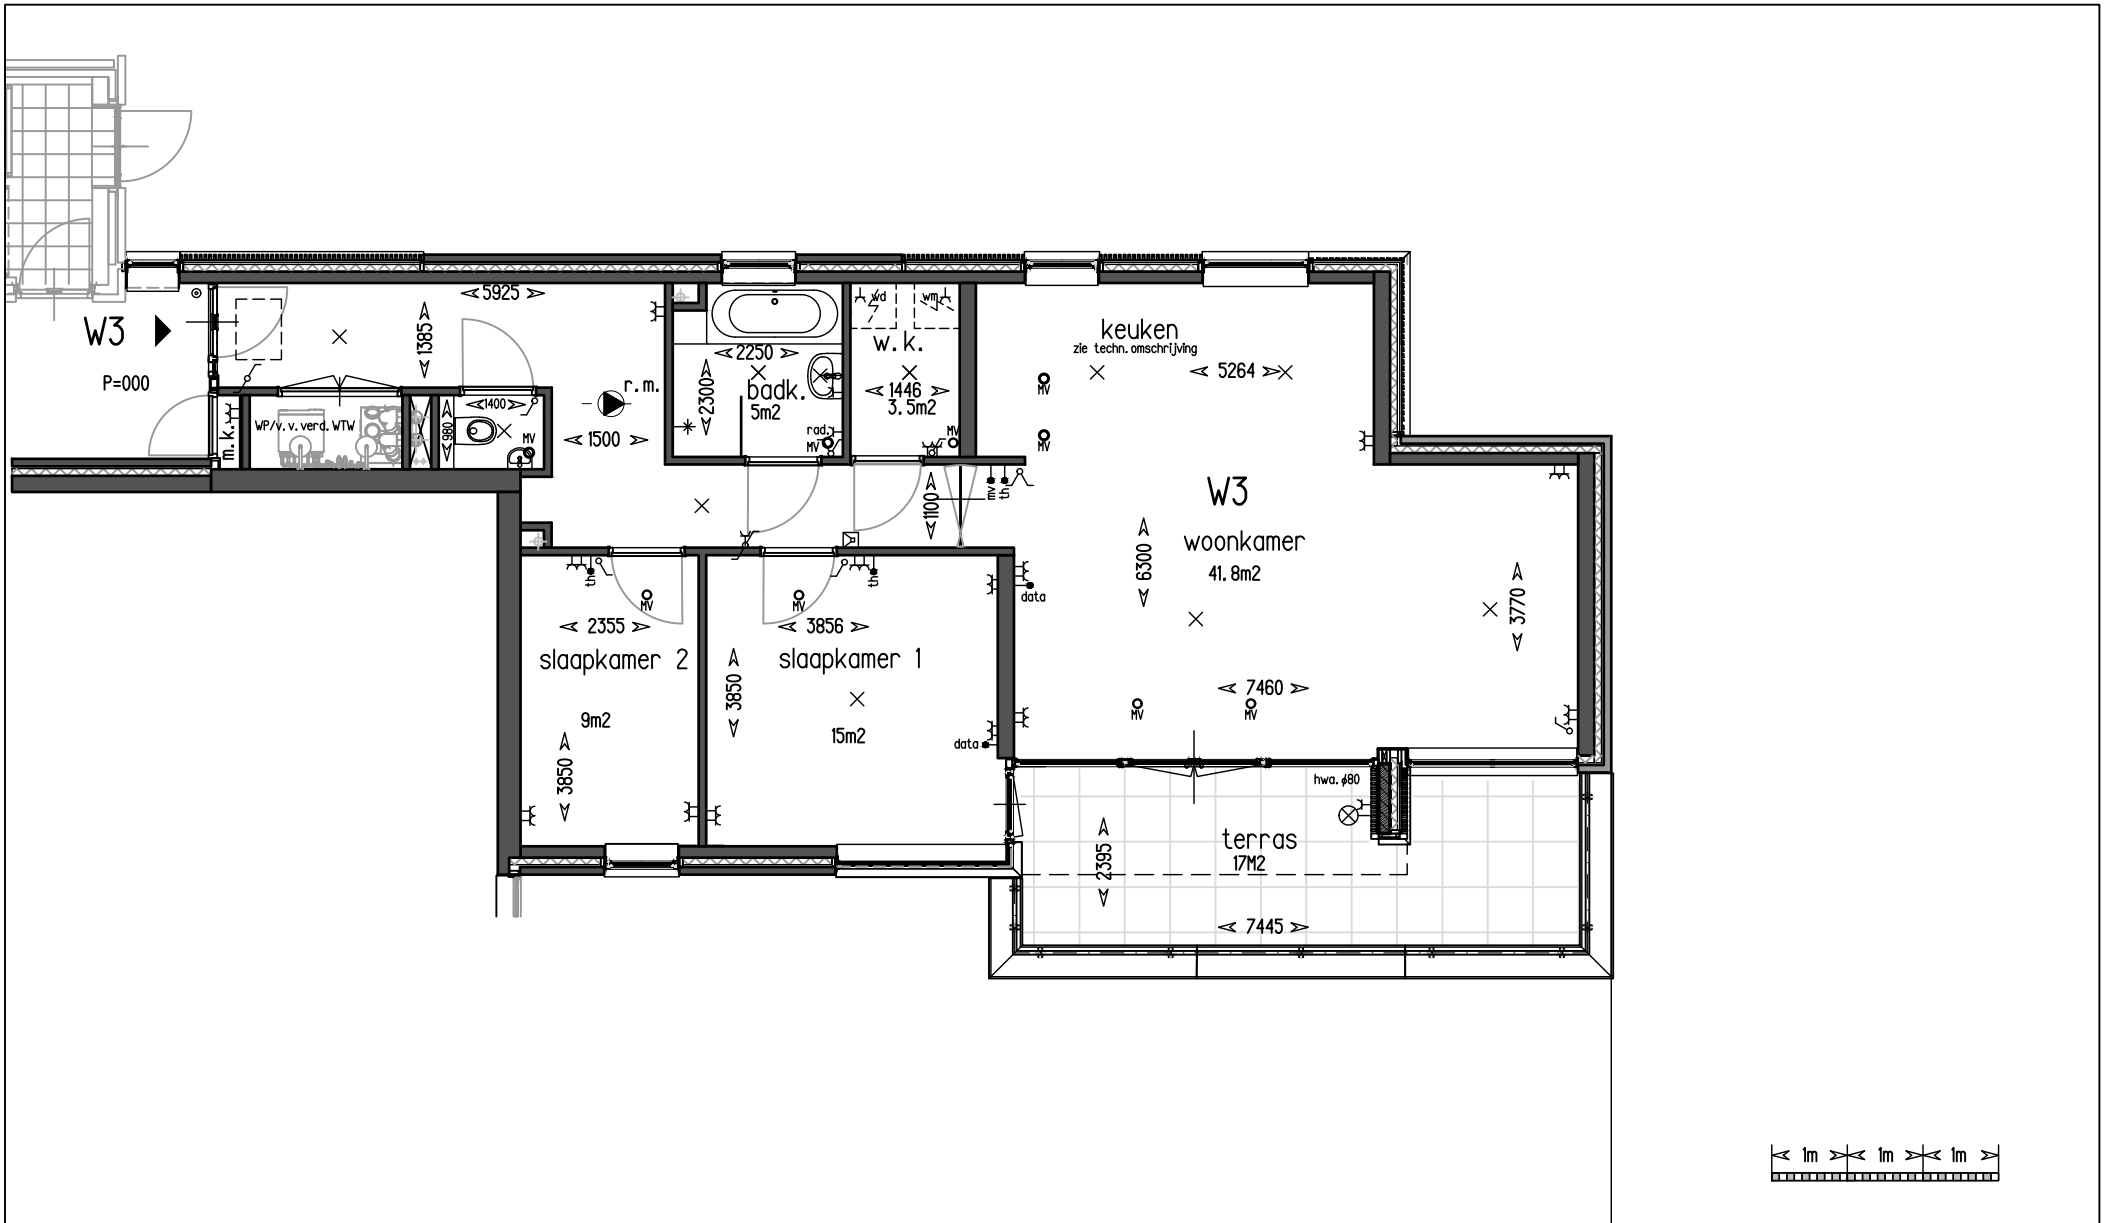 W3
P=000
5925
1385
m.k.
WP/v.v.verd.WTW
1400
980
MV
r.m.
1500
2250
2300
badk.
5m2
rad.
MV
wd
wm
w.k.
1446
3.5m2
MV
keuken
zie techn.omschrijving
5264
MV
MV
1100
mv
th
W3
woonkamer
41.8m2
6300
3770
data
th
MV
2355
slaapkamer 2
9m2
3850
th
MV
3856
slaapkamer 1
3850
15m2
data
7460
MV
MV
hwa.ø80
terras
17M2
2395
7445
1m
1m
1m